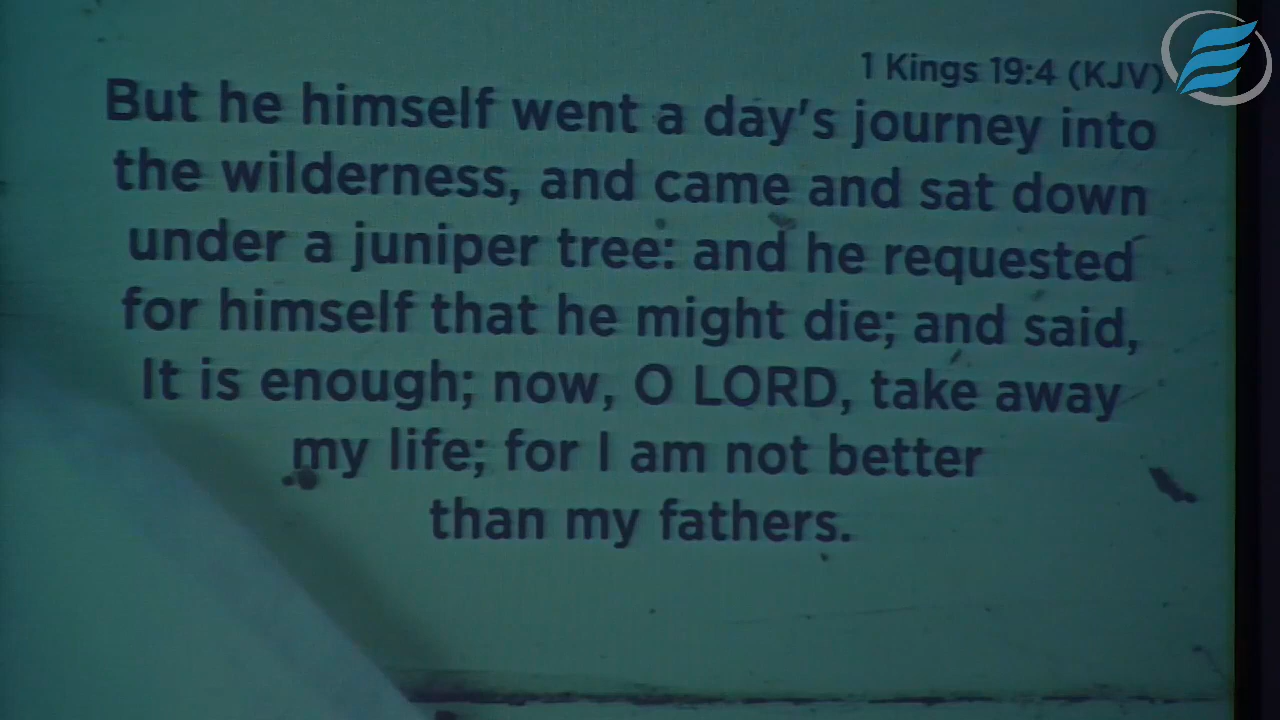 1 Kings 19:4 (KJV)
But he himself went a day's journey into
the wilderness, and came and sat down
under a juniper tree: and he requested
for himself that he might die; and said,
It is enough; now, O LORD, take away
my life; for I am not better
than my fathers.